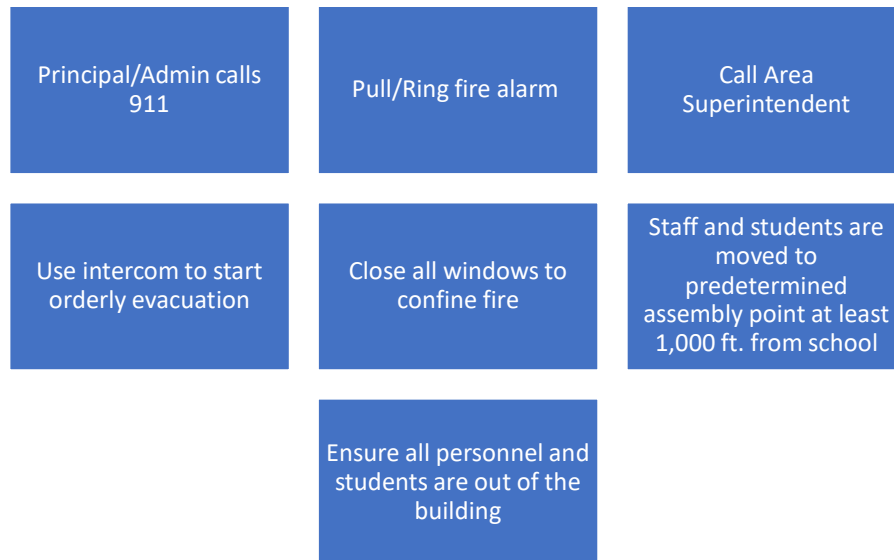 Principal/Admin calls
911
Pull/Ring fire alarm
Call Area
Superintendent
Use intercom to start
orderly evacuation
Close all windows to
confine fire
Staff and students are
moved to
predetermined
assembly point at least
1,000 ft. from school
Ensure all personnel and
students are out of the
building